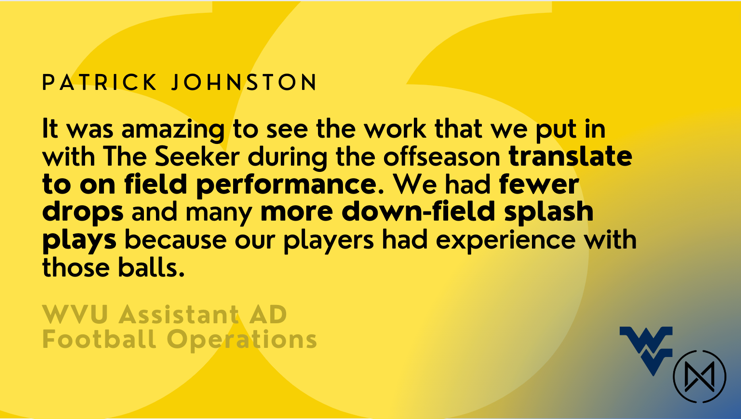 PATRICK JOHNSTON
It was amazing to see the work that we put in
with The Seeker during the offseason translate
to on field performance. We had fewer
drops and many more down-field splash
plays because our players had experience with
those balls.
WVU Assistant AD
Football Operations